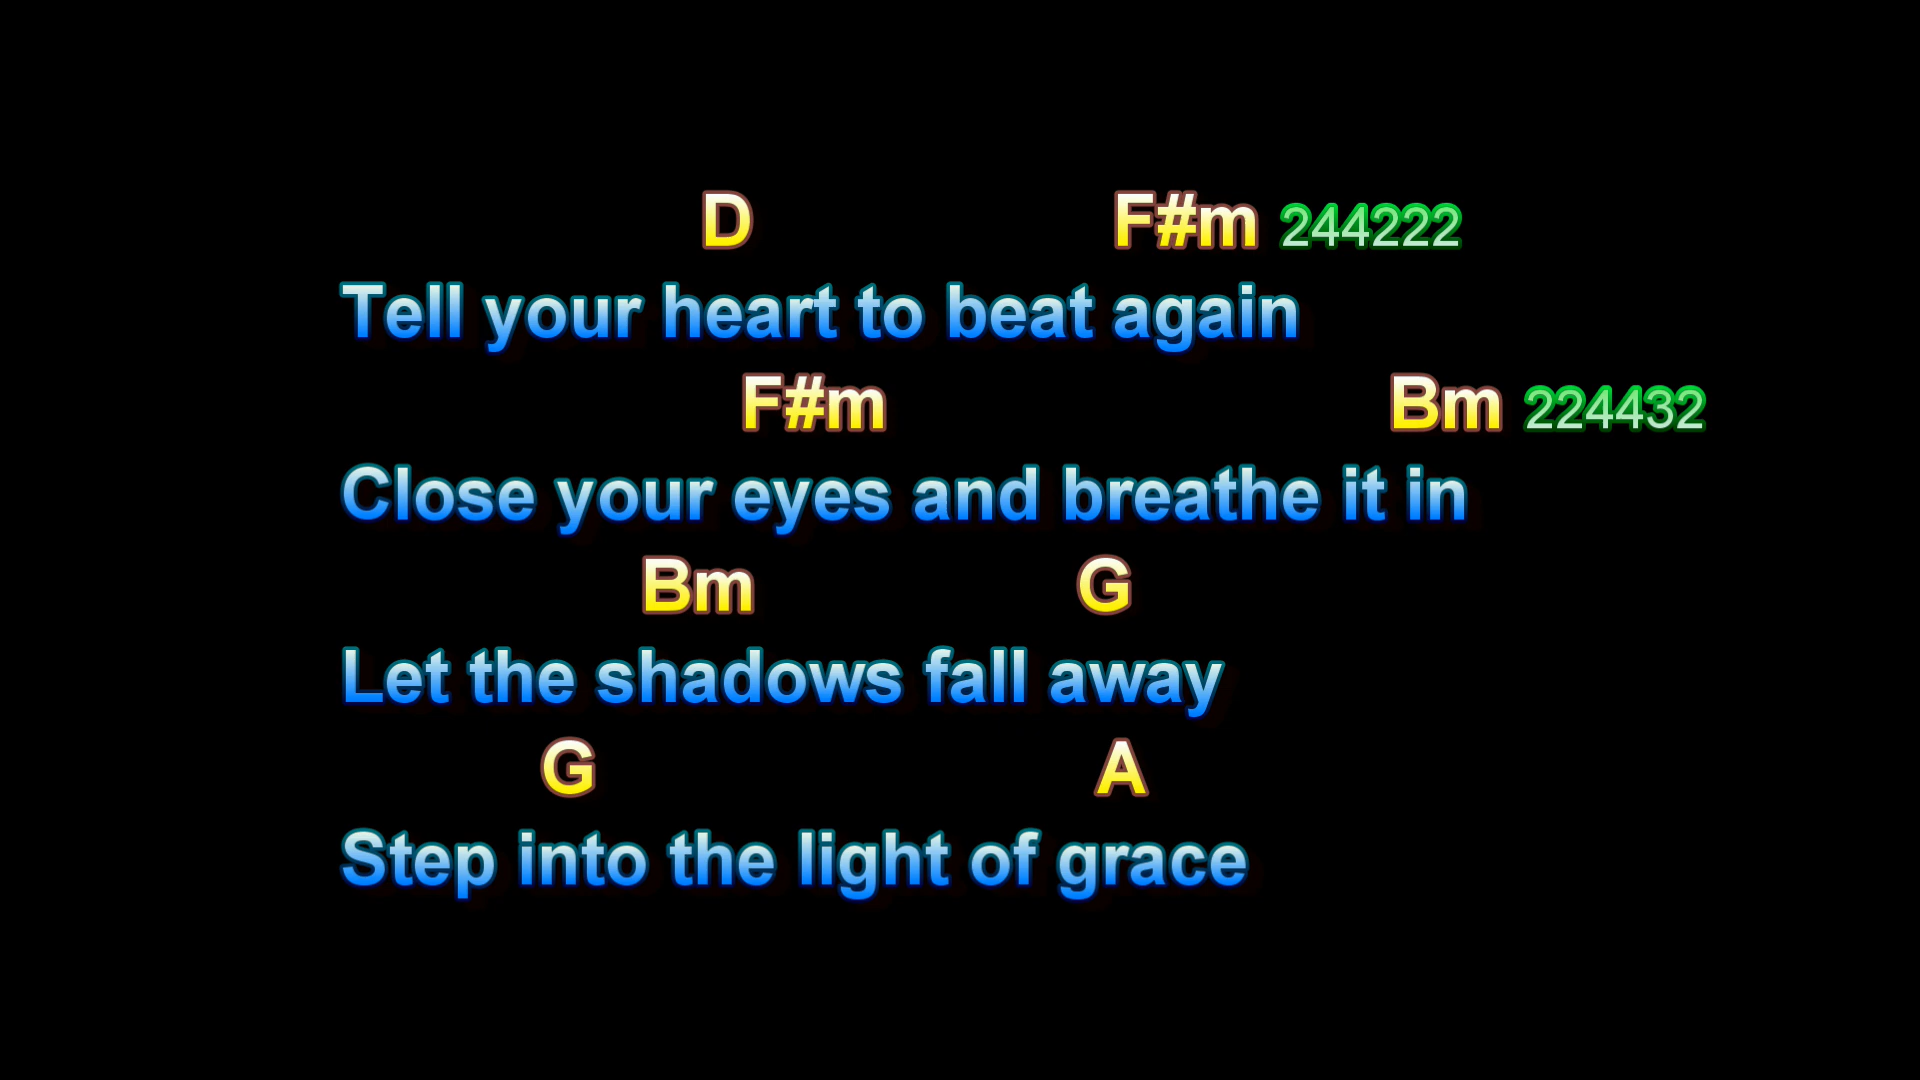 D F#m 244222
Tell your heart to beat again
F#m Bm 224432
Close your eyes and breathe it in
Bm G
Let the shadows fall away
G A
Step into the light of grace